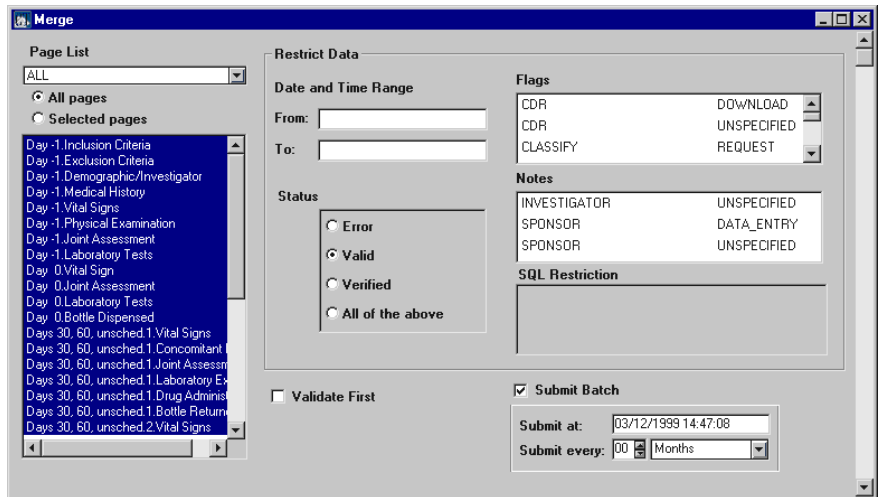 Merge
Page List
ALL
All pages
Selected pages
Day -1.Inclusion Criteria
Day -1.Exclusion Criteria
Day -1.Demographic/Investigator
Day -1.Medical History
Day -1.Vital Signs
Day -1.Physical Examination
Day -1.Joint Assessment
Day -1.Laboratory Tests
Day 0.Vital Sign
Day 0.Joint Assessment
Day 0.Laboratory Tests
Day 0.Bottle Dispensed
Days 30, 60, unsched.1.Vital Signs
Days 30, 60, unsched.1.Concomitant
Days 30, 60, unsched.1.Joint Assessm
Days 30, 60, unsched.1.Laboratory Ex
Days 30, 60, unsched.1.Drug Adminis
Days 30, 60, unsched.1.Bottle Return
Days 30, 60, unsched.2.Vital Signs
Restrict Data
Date and Time Range
From:
To:
Status
Error
Valid
Verified
All of the above
Flags
CDR DOWNLOAD
CDR UNSPECIFIED
CLASSIFY REQUEST
Notes
INVESTIGATOR UNSPECIFIED
SPONSOR DATA_ENTRY
SPONSOR UNSPECIFIED
SQL Restriction
Validate First
Submit Batch
Submit at: 03/12/1999 14:47:08
Submit every: 00 Months